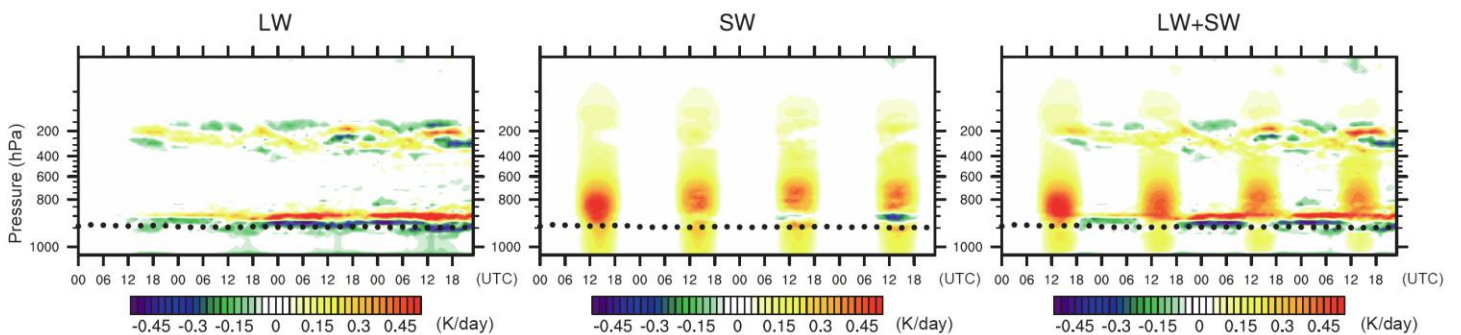 LW SW LW+SW
Pressure (hPa)
200 200 200
400 400 400
600 600 600
800 800 800
1000 1000 1000
00 06 12 18 00 06 12 18 00 06 12 18 00 06 12 18 (UTC) 00 06 12 18 00 06 12 18 00 06 12 18 00 06 12 18 (UTC) 00 06 12 18 00 06 12 18 00 06 12 18 00 06 12 18 (UTC)
-0.45 -0.3 -0.15 0 0.15 0.3 0.45 (K/day) -0.45 -0.3 -0.15 0 0.15 0.3 0.45 (K/day) -0.45 -0.3 -0.15 0 0.15 0.3 0.45 (K/day)